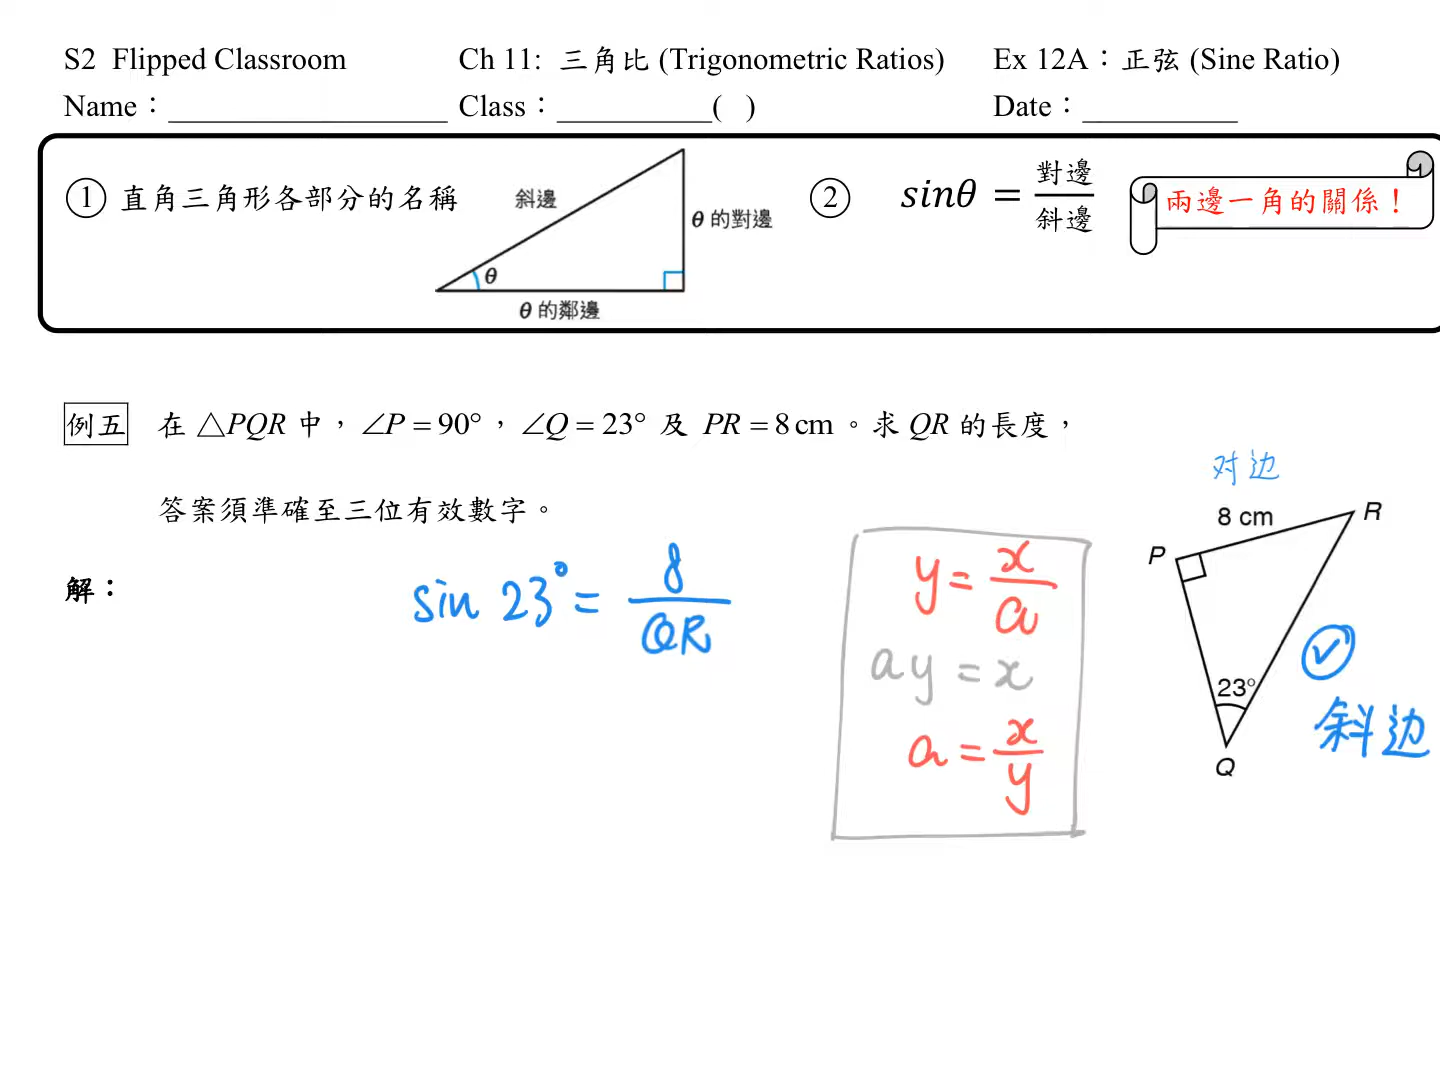 S2 Flipped Classroom Ch 11: 三角比 (Trigonometric Ratios) Ex 12A：正弦 (Sine Ratio)
Name：__________________ Class：__________( ) Date：__________
① 直角三角形各部分的名稱
斜邊
θ 的對邊
θ
θ 的鄰邊
② sinθ = 對邊/斜邊
兩邊一角的關係！
例五 在 △PQR 中，∠P = 90°，∠Q = 23° 及 PR = 8 cm。求 QR 的長度，
答案須準確至三位有效數字。
解：
sin 23° = 8/QR
y = x/a
ay = x
a = x/y
对边
8 cm
R
P
23°
斜边
Q